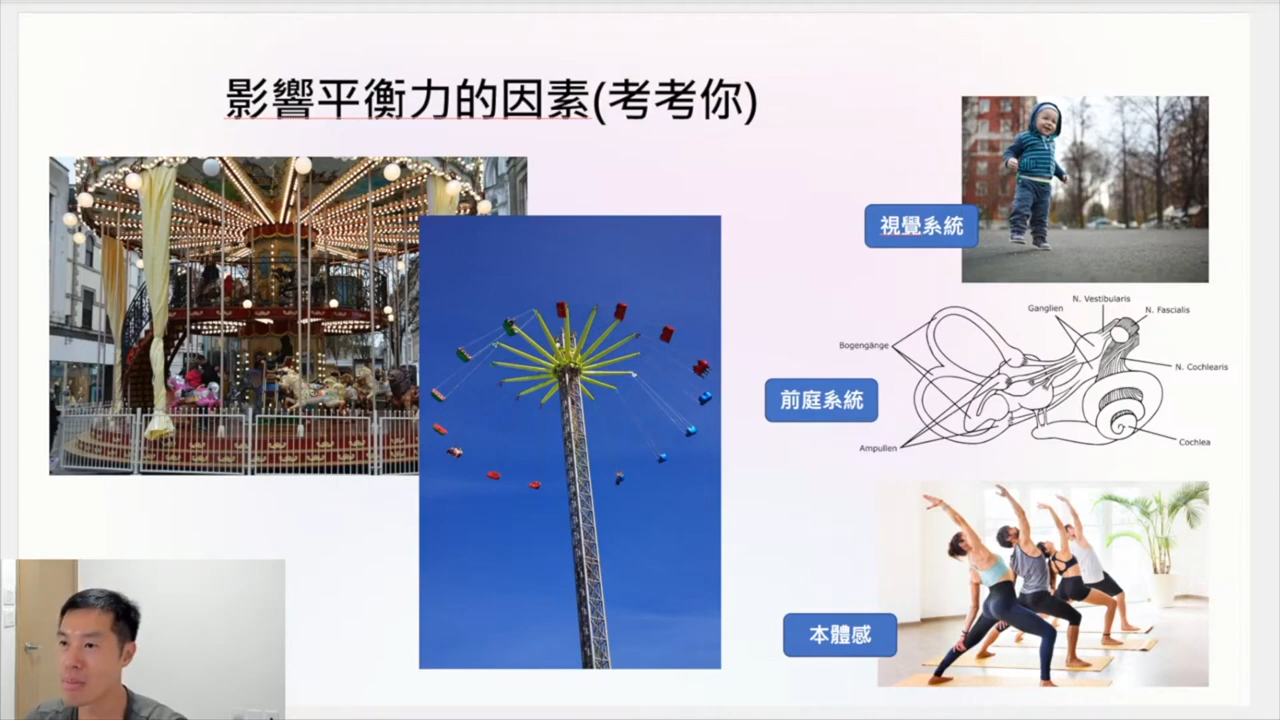 影響平衡力的因素(考考你)
視覺系統
N. Vestibularis
Ganglien
N. Fascialis
Bogengänge
N. Cochlearis
前庭系統
Ampullen
Cochlea
本體感